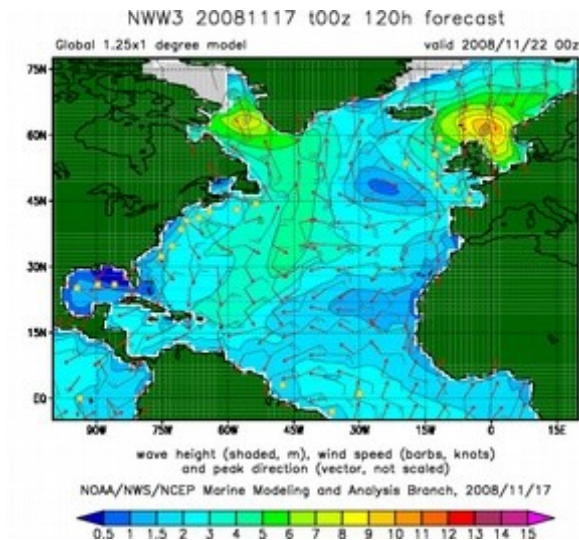 NWW3 20081117 t00z 120h forecast
Global 1.25x1 degree model valid 2008/11/22 00z
75N
60N
45N
30N
15N
EQ
90W 75W 60W 45W 30W 15W 0 15E
wave height (shaded, m), wind speed (barbs, knots)
and peak direction (vector, not scaled)
NOAA/NWS/NCEP Marine Modeling and Analysis Branch, 2008/11/17
0.5 1 1.5 2 3 4 5 6 7 8 9 10 12 13 14 15